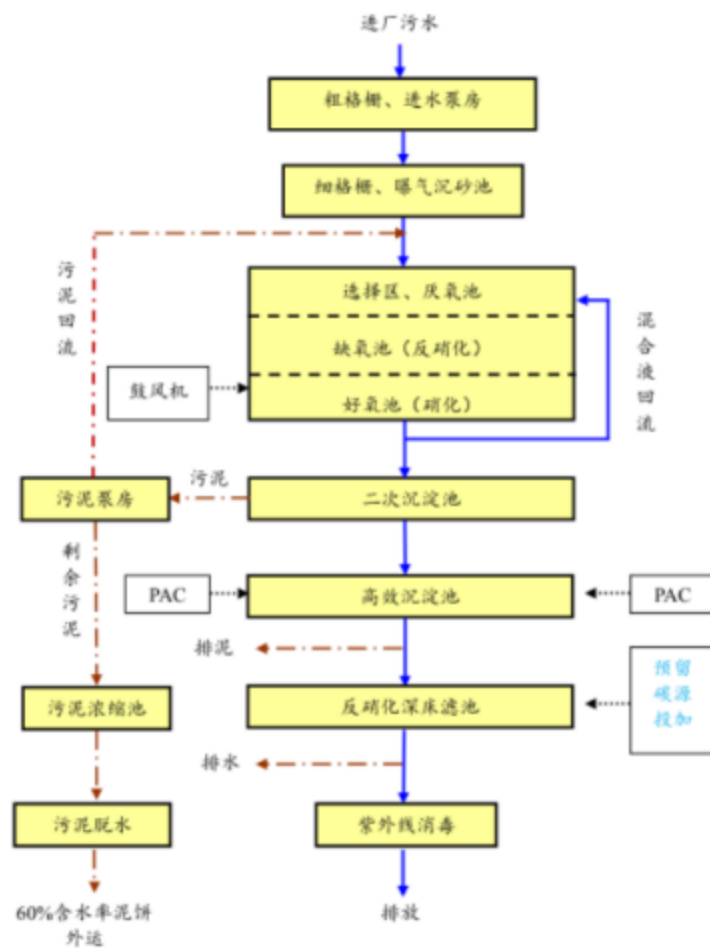 进厂污水
粗格栅、进水泵房
细格栅、曝气沉砂池
污泥回流
选择区、厌氧池
缺氧池（反硝化）
好氧池（硝化）
混合液回流
鼓风机
污泥
污泥泵房
二次沉淀池
剩余污泥
PAC
高效沉淀池
PAC
排泥
污泥浓缩池
反硝化深床滤池
预留
碳源
投加
排水
污泥脱水
紫外线消毒
60%含水率泥饼
外运
排放